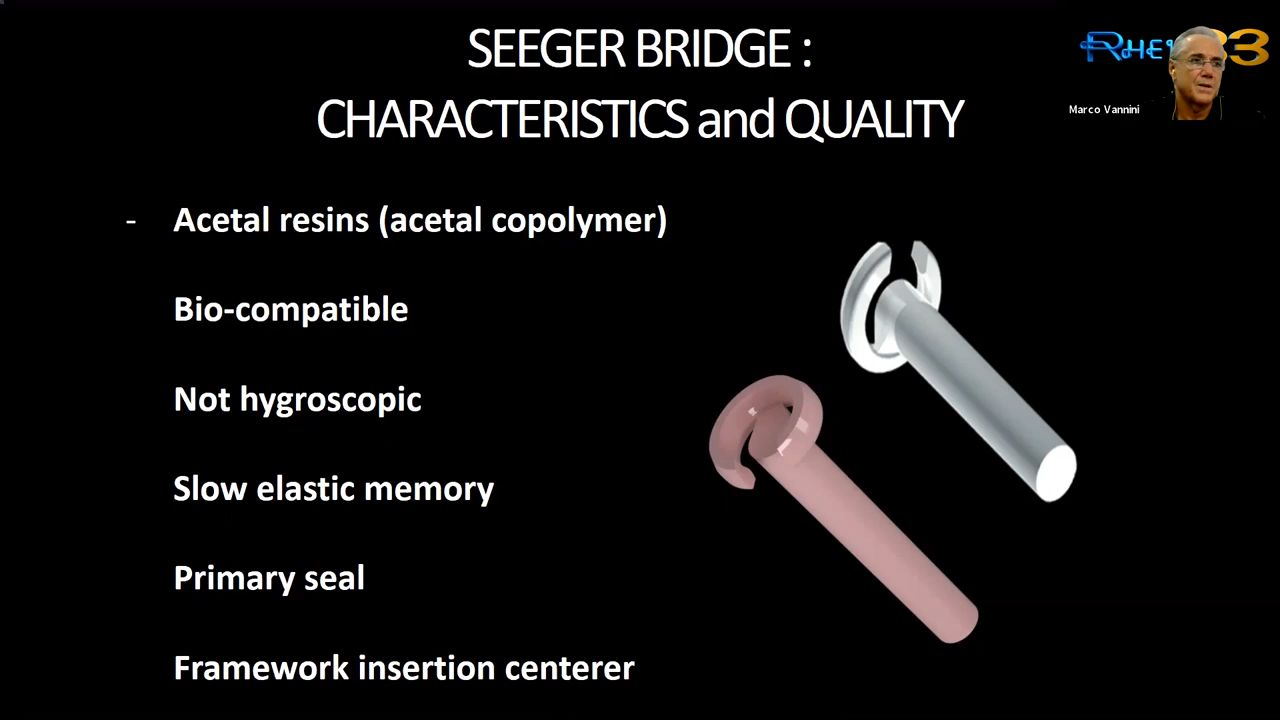 SEEGER BRIDGE :
CHARACTERISTICS and QUALITY
Marco Vannini
- Acetal resins (acetal copolymer)
Bio-compatible
Not hygroscopic
Slow elastic memory
Primary seal
Framework insertion centerer